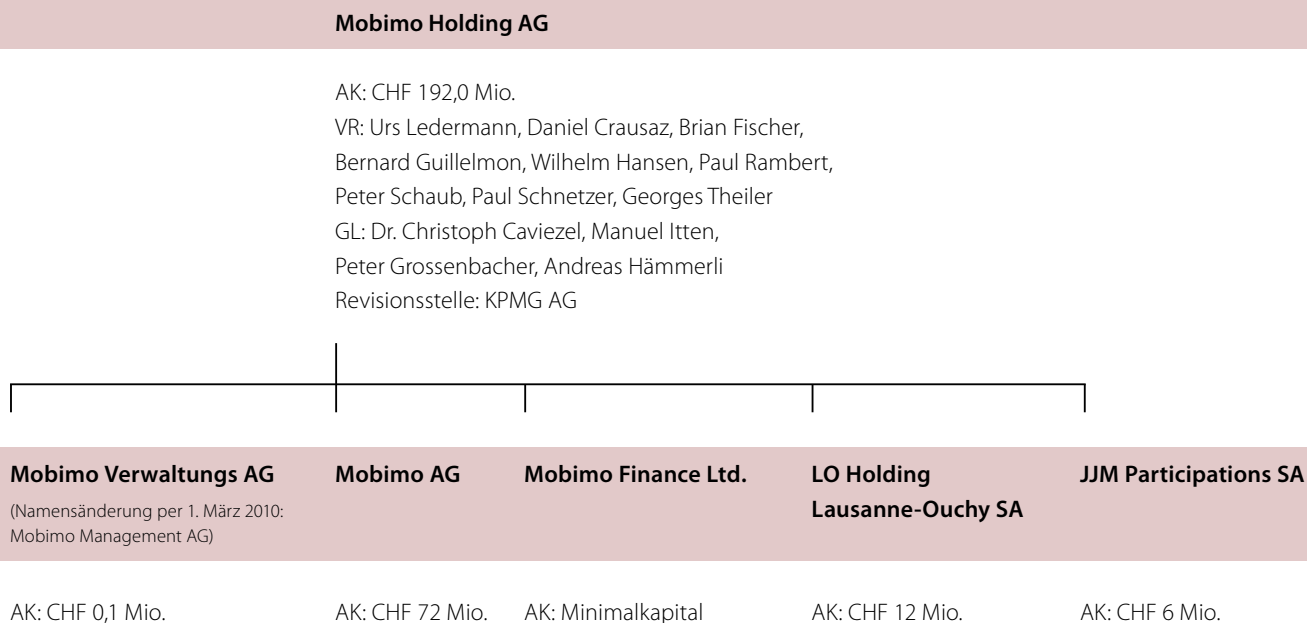 Mobimo Holding AG
AK: CHF 192,0 Mio.
VR: Urs Ledermann, Daniel Crausaz, Brian Fischer,
Bernard Guillelmon, Wilhelm Hansen, Paul Rambert,
Peter Schaub, Paul Schnetzer, Georges Theiler
GL: Dr. Christoph Caviezel, Manuel Itten,
Peter Grossenbacher, Andreas Hämmerli
Revisionsstelle: KPMG AG
Mobimo Verwaltungs AG
(Namensänderung per 1. März 2010:
Mobimo Management AG)
AK: CHF 0,1 Mio.
Mobimo AG
AK: CHF 72 Mio.
Mobimo Finance Ltd.
AK: Minimalkapital
LO Holding
Lausanne-Ouchy SA
AK: CHF 12 Mio.
JJM Participations SA
AK: CHF 6 Mio.